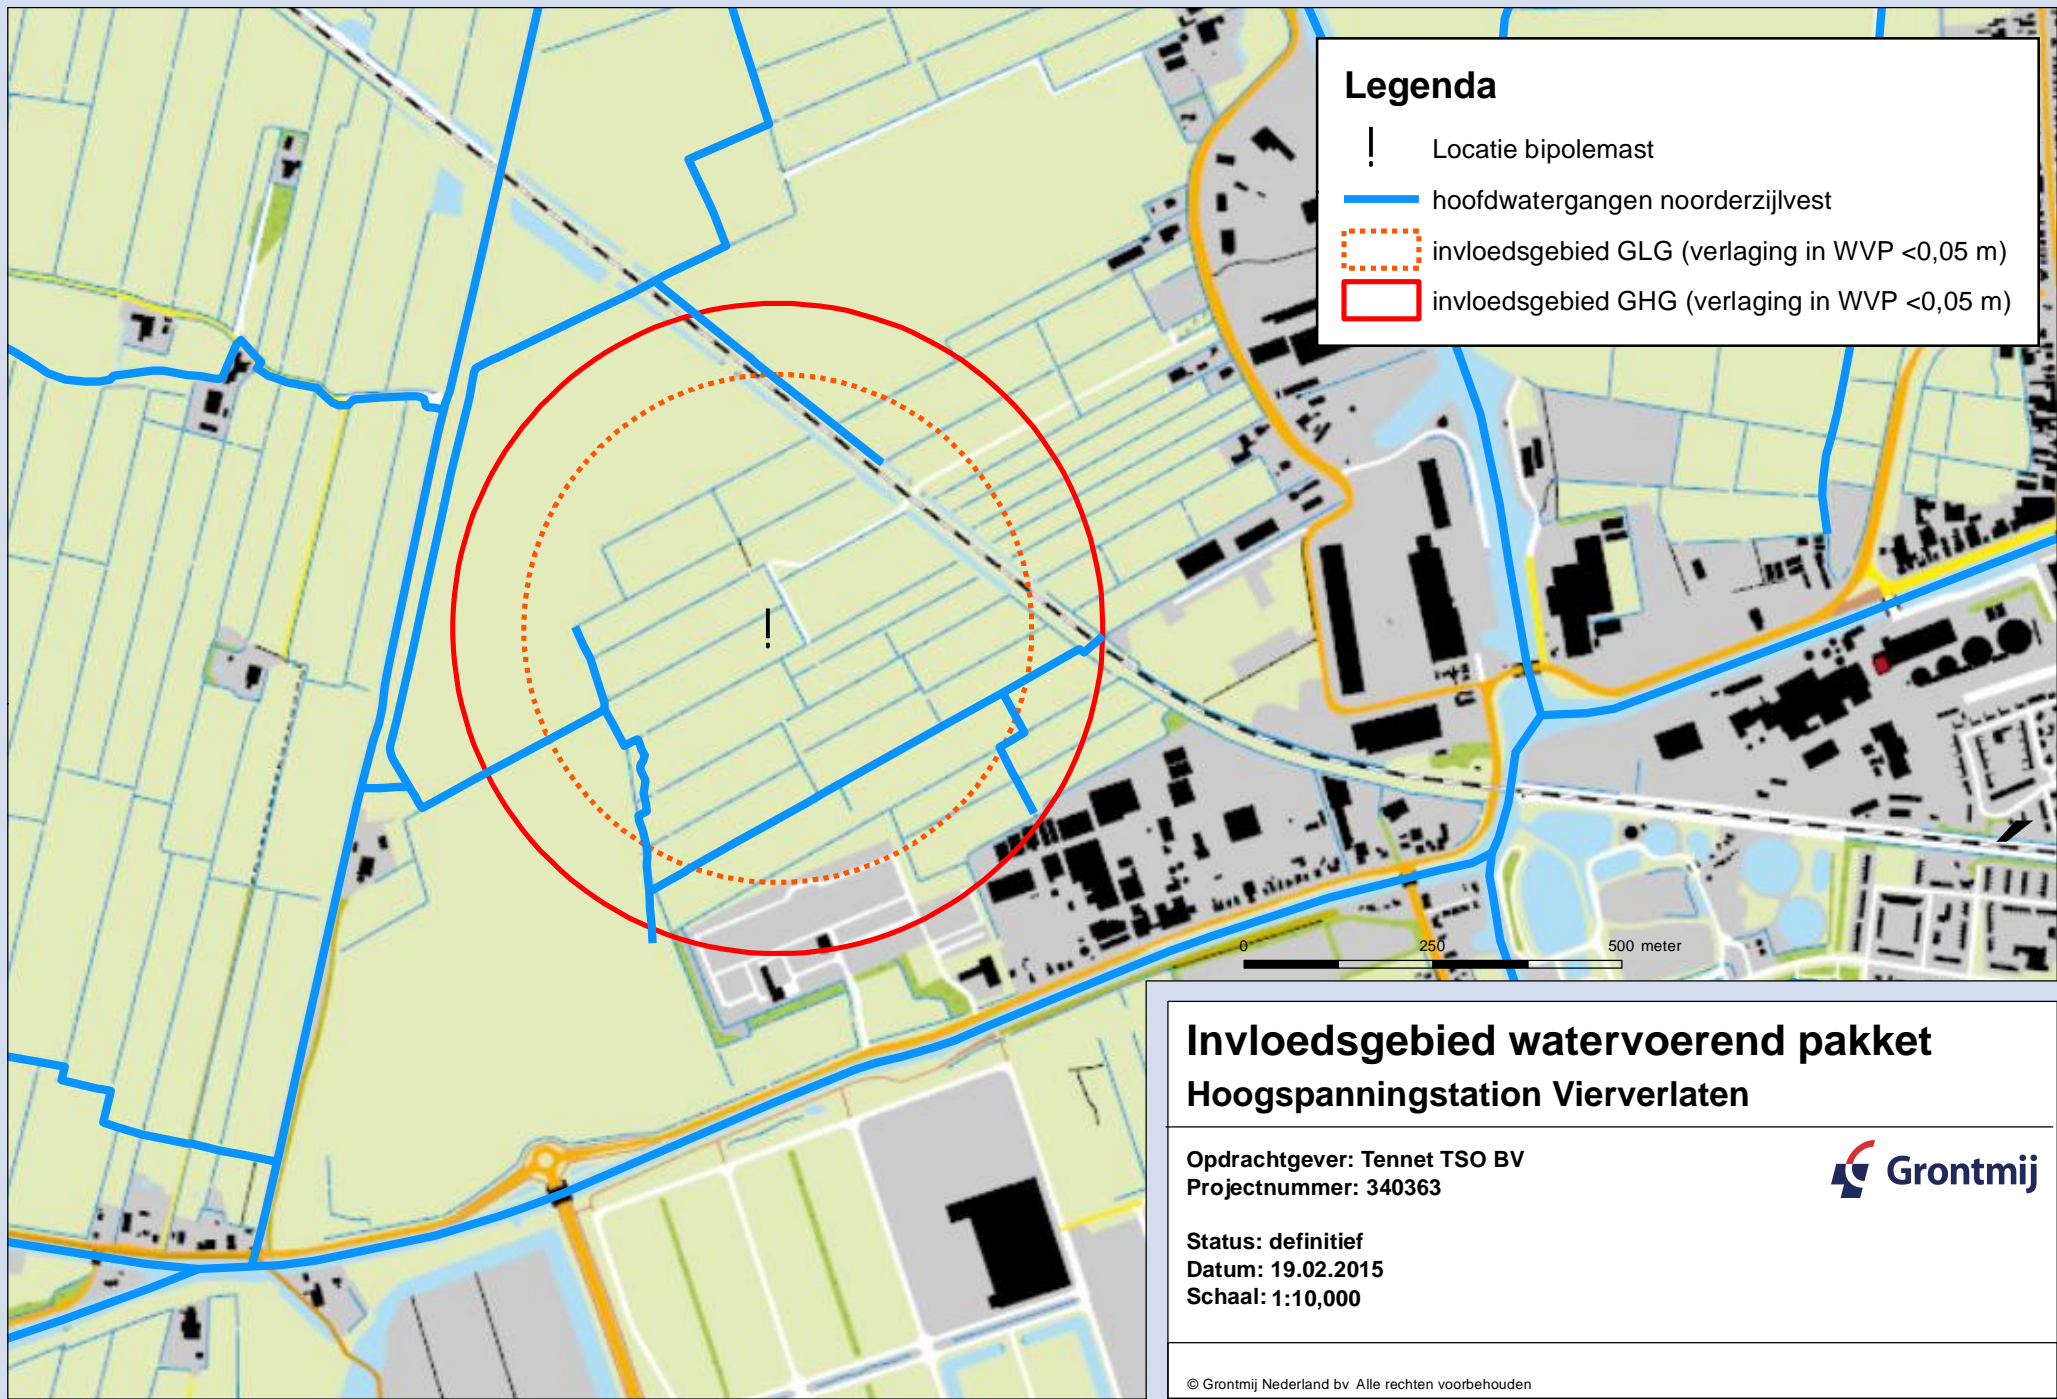 Legenda
Locatie bipolemast
hoofdwatergangen noorderzijlvest
invloedsgebied GLG (verlaging in WVP <0,05 m)
invloedsgebied GHG (verlaging in WVP <0,05 m)
0 250 500 meter
Invloedsgebied watervoerend pakket
Hoogspanningstation Vierverlaten
Opdrachtgever: Tennet TSO BV
Projectnummer: 340363
Grontmij
Status: definitief
Datum: 19.02.2015
Schaal: 1:10,000
© Grontmij Nederland bv Alle rechten voorbehouden